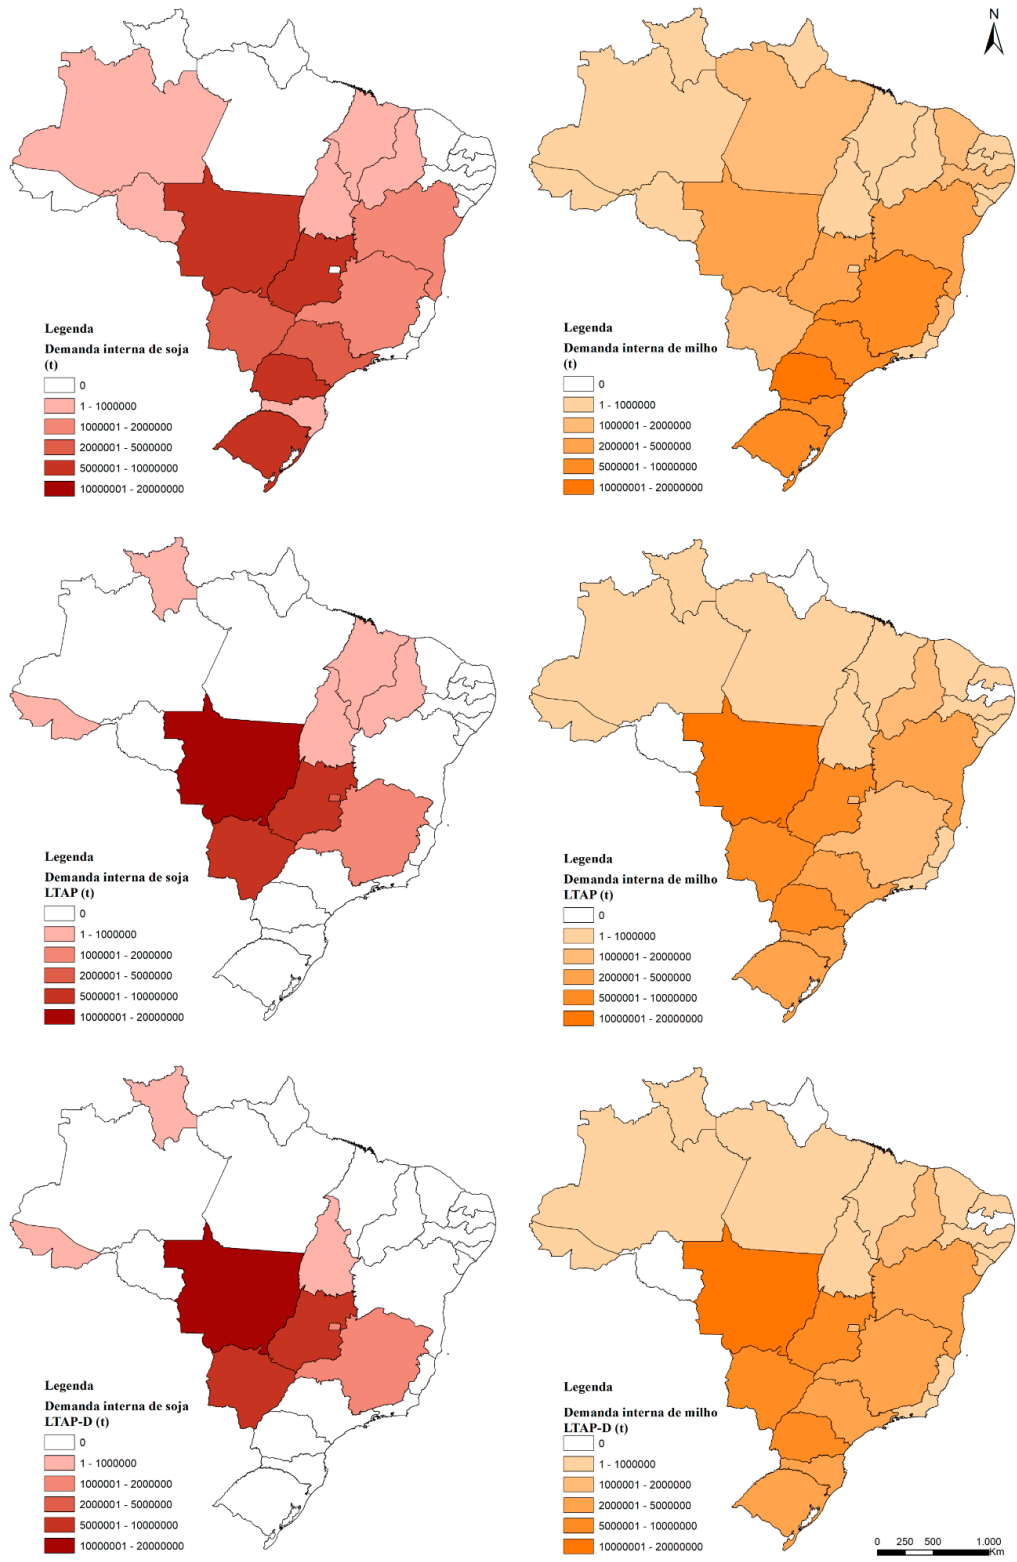 N
Legenda
Demanda interna de soja
(t)
0
1 - 1000000
1000001 - 2000000
2000001 - 5000000
5000001 - 10000000
10000001 - 20000000
Legenda
Demanda interna de milho
(t)
0
1 - 1000000
1000001 - 2000000
2000001 - 5000000
5000001 - 10000000
10000001 - 20000000
Legenda
Demanda interna de soja
LTAP (t)
0
1 - 1000000
1000001 - 2000000
2000001 - 5000000
5000001 - 10000000
10000001 - 20000000
Legenda
Demanda interna de milho
LTAP (t)
0
1 - 1000000
1000001 - 2000000
2000001 - 5000000
5000001 - 10000000
10000001 - 20000000
Legenda
Demanda interna de soja
LTAP-D (t)
0
1 - 1000000
1000001 - 2000000
2000001 - 5000000
5000001 - 10000000
10000001 - 20000000
Legenda
Demanda interna de milho
LTAP-D (t)
0
1 - 1000000
1000001 - 2000000
2000001 - 5000000
5000001 - 10000000
10000001 - 20000000
0 250 500 1.000
Km